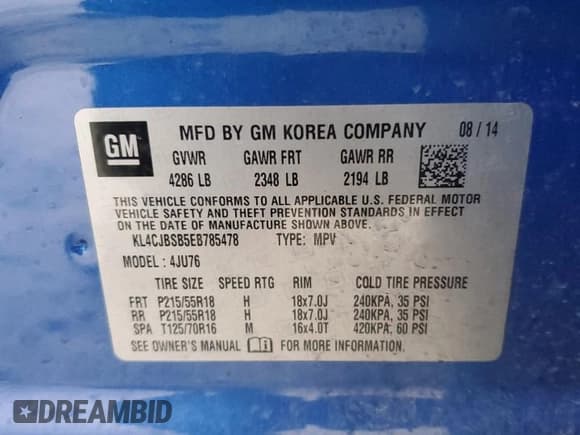 GM
MFD BY GM KOREA COMPANY 08 / 14
GVWR GAWR FRT GAWR RR
4286 LB 2348 LB 2194 LB
THIS VEHICLE CONFORMS TO ALL APPLICABLE U.S. FEDERAL MOTOR
VEHICLE SAFETY AND THEFT PREVENTION STANDARDS IN EFFECT
ON THE DATE OF MANUFACTURE SHOWN ABOVE.
KL4CJBSB5EB785478 TYPE: MPV
MODEL: 4JU76
TIRE SIZE SPEED RTG RIM COLD TIRE PRESSURE
FRT P215/55R18 H 18x7.0J 240KPA, 35 PSI
RR P215/55R18 H 18x7.0J 240KPA, 35 PSI
SPA T125/70R16 M 16x4.0T 420KPA, 60 PSI
SEE OWNER'S MANUAL FOR MORE INFORMATION.
DREAMBID